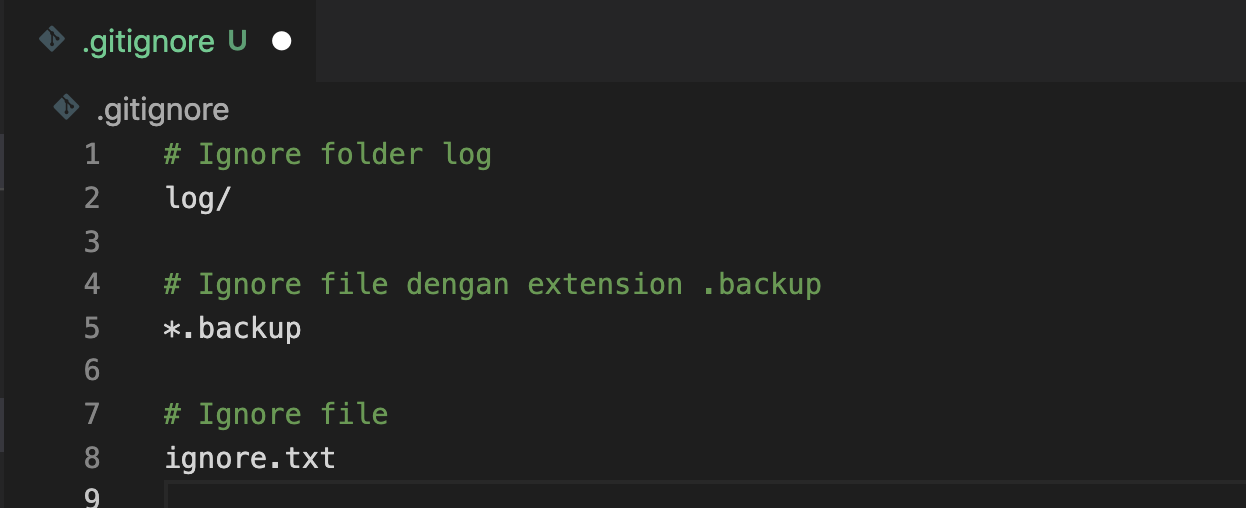 .gitignore U
.gitignore
1 # Ignore folder log
2 log/
3
4 # Ignore file dengan extension .backup
5 *.backup
6
7 # Ignore file
8 ignore.txt
9